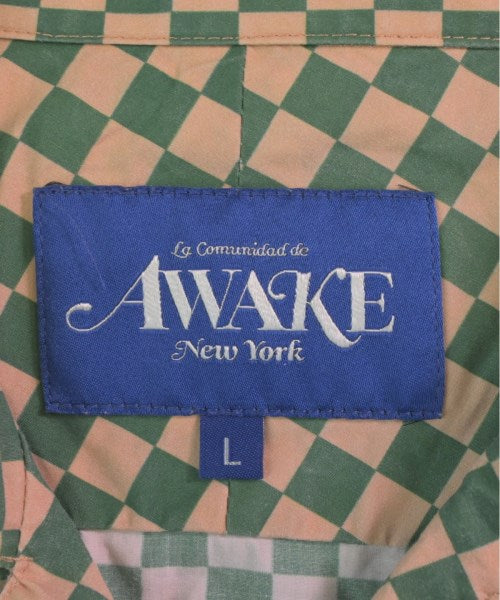 La Comunidad de
AWAKE
New York
L